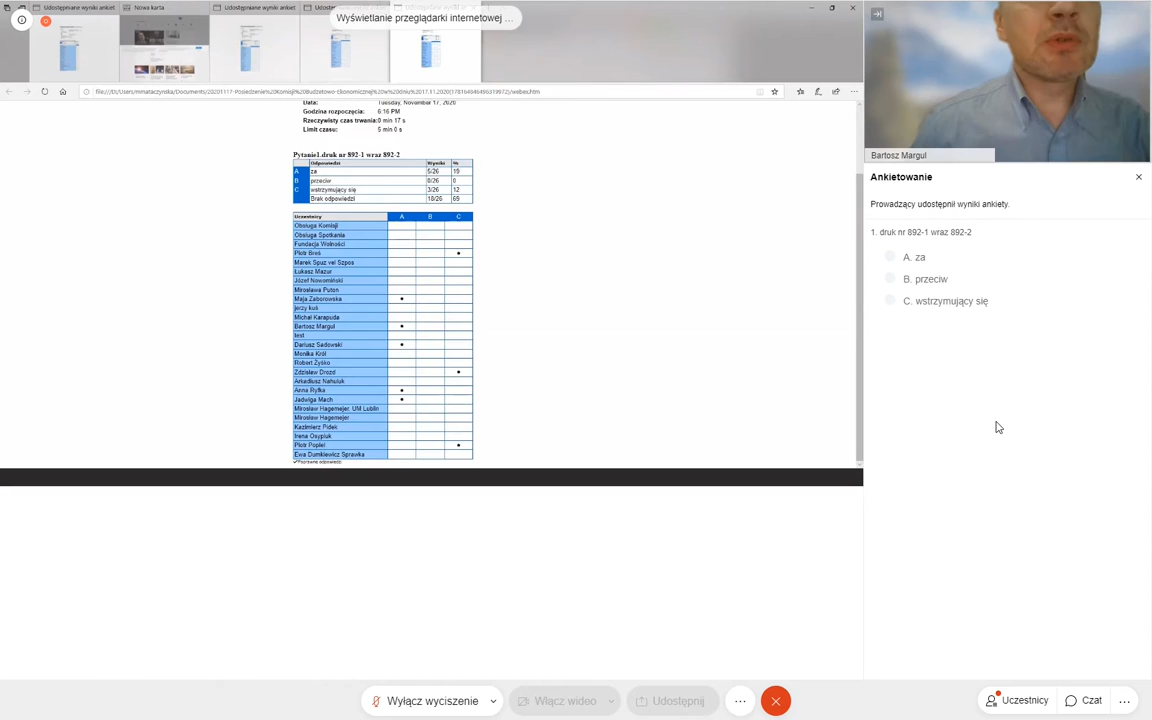 Udostępniane wyniki ankiet
Nowa karta
Udostępniane wyniki ankiet
Wyświetlanie przeglądarki internetowej ...
Data: Tuesday, November 17, 2020
Godzina rozpoczęcia: 6:16 PM
Rzeczywisty czas trwenia: 0 min 17 s
Limit czasu: 5 min 0 s
Pytanie1.druk nr 892-1 wraz 892-2
Odpowiedzi Wyniki %
A za 5/26 19
B przeciw 0/26 0
C wstrzymujący się 3/26 12
Brak odpowiedzi 18/26 69
Uczestnicy A B C
Obsługa Komisji
Obsługa Spotkania
Fundacja Wolności
Piotr Breś •
Marek Spuz vel Szpos
Łukasz Mazur
Józef Nowomiński
Mirosława Puton
Maja Zaborowska •
jerzy kuś
Michał Karapuda
Bartosz Margul •
test
Dariusz Sadowski •
Monika Król
Robert Żyśko
Zdzisław Drozd •
Arkadiusz Nahuluk
Anna Ryfka •
Jadwiga Mach •
Mirosław Hagemejer, UM Lublin
Mirosław Hagemejer
Kazimierz Pidek
Irena Osypiuk
Piotr Popiel •
Ewa Dumkiewicz Sprawka
✓Poprawne odpowiedzi
Bartosz Margul
Ankietowanie
Prowadzący udostępnił wyniki ankiety.
1. druk nr 892-1 wraz 892-2
A. za
B. przeciw
C. wstrzymujący się
Wyłącz wyciszenie
Włącz wideo
Udostępnij
Uczestnicy
Czat